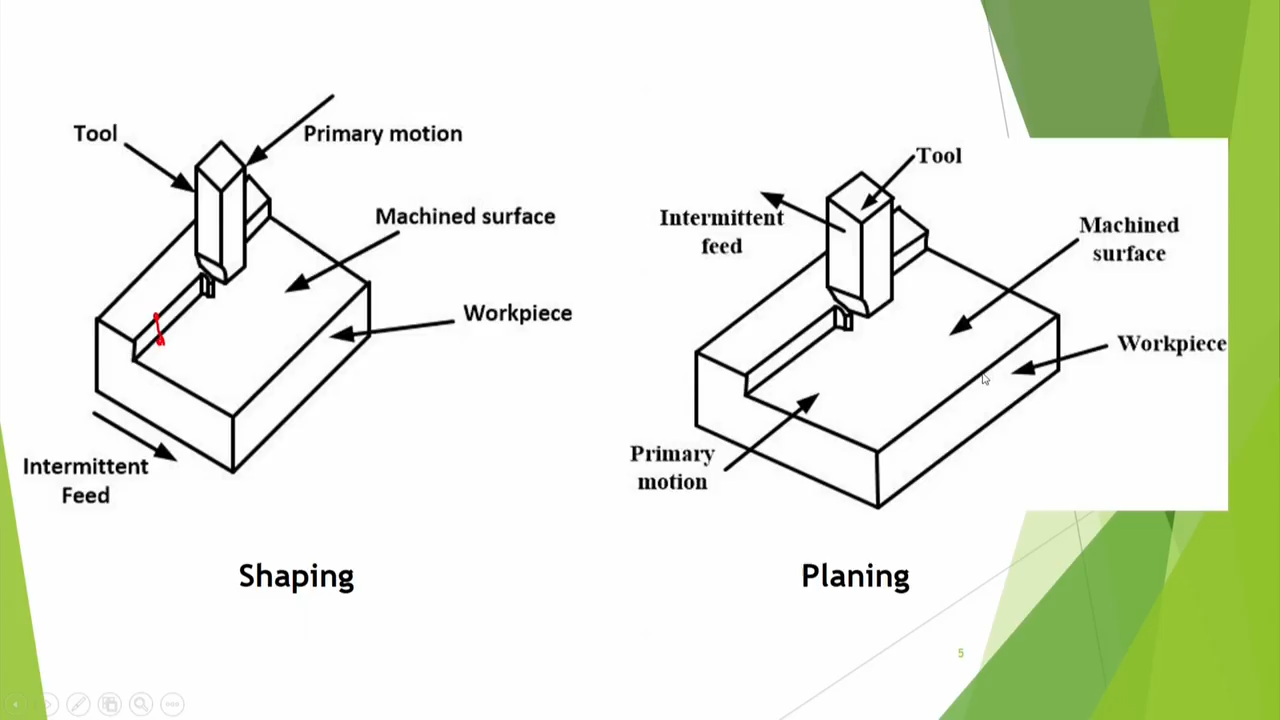 Tool
Primary motion
Machined surface
Workpiece
Intermittent
Feed
Shaping
Tool
Intermittent
feed
Machined
surface
Workpiece
Primary
motion
Planing
5